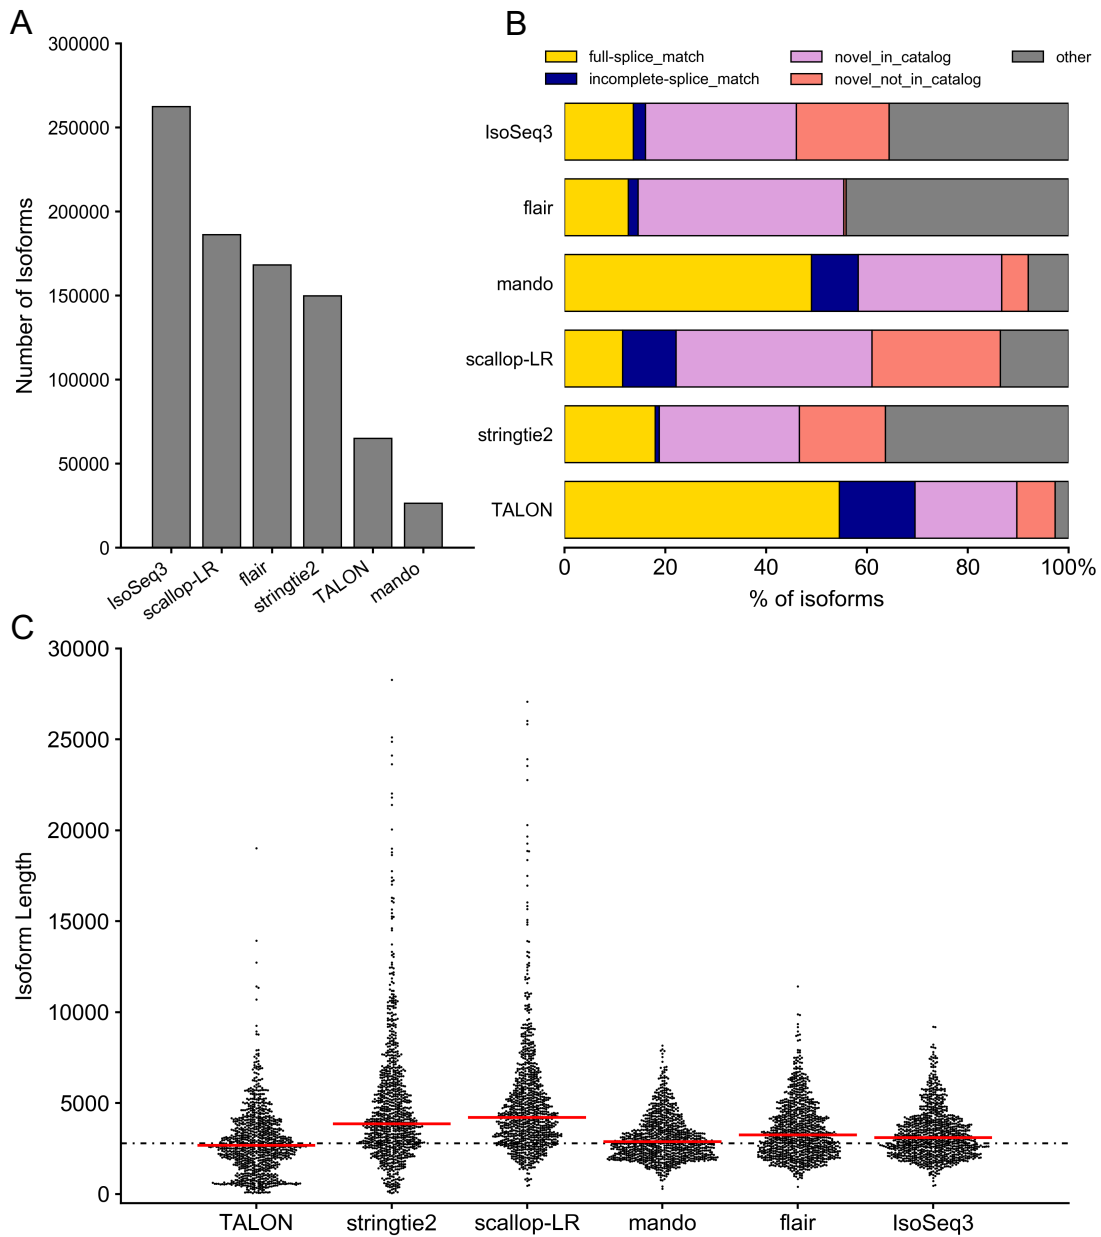 A
300000
250000
200000
150000
100000
50000
0
Number of Isoforms
IsoSeq3
scallop-LR
flair
stringtie2
TALON
mando
B
full-splice_match
incomplete-splice_match
novel_in_catalog
novel_not_in_catalog
other
IsoSeq3
flair
mando
scallop-LR
stringtie2
TALON
0 20 40 60 80 100%
% of isoforms
C
30000
25000
20000
15000
10000
5000
0
Isoform Length
TALON stringtie2 scallop-LR mando flair IsoSeq3